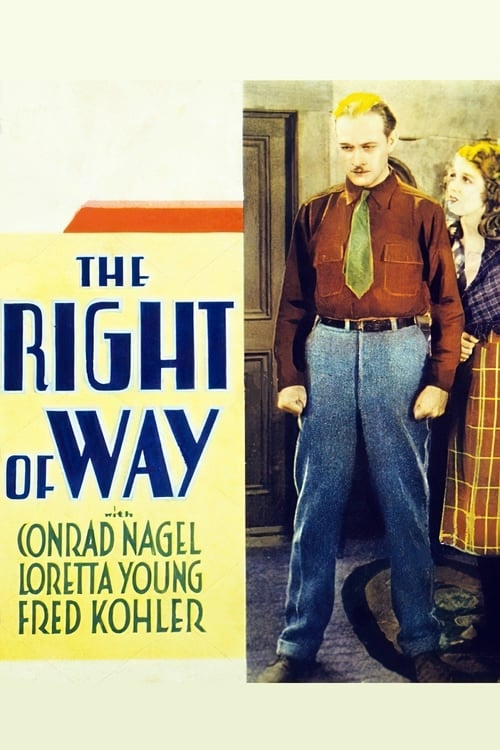 THE
RIGHT
OF WAY
with
CONRAD NAGEL
LORETTA YOUNG
FRED KOHLER